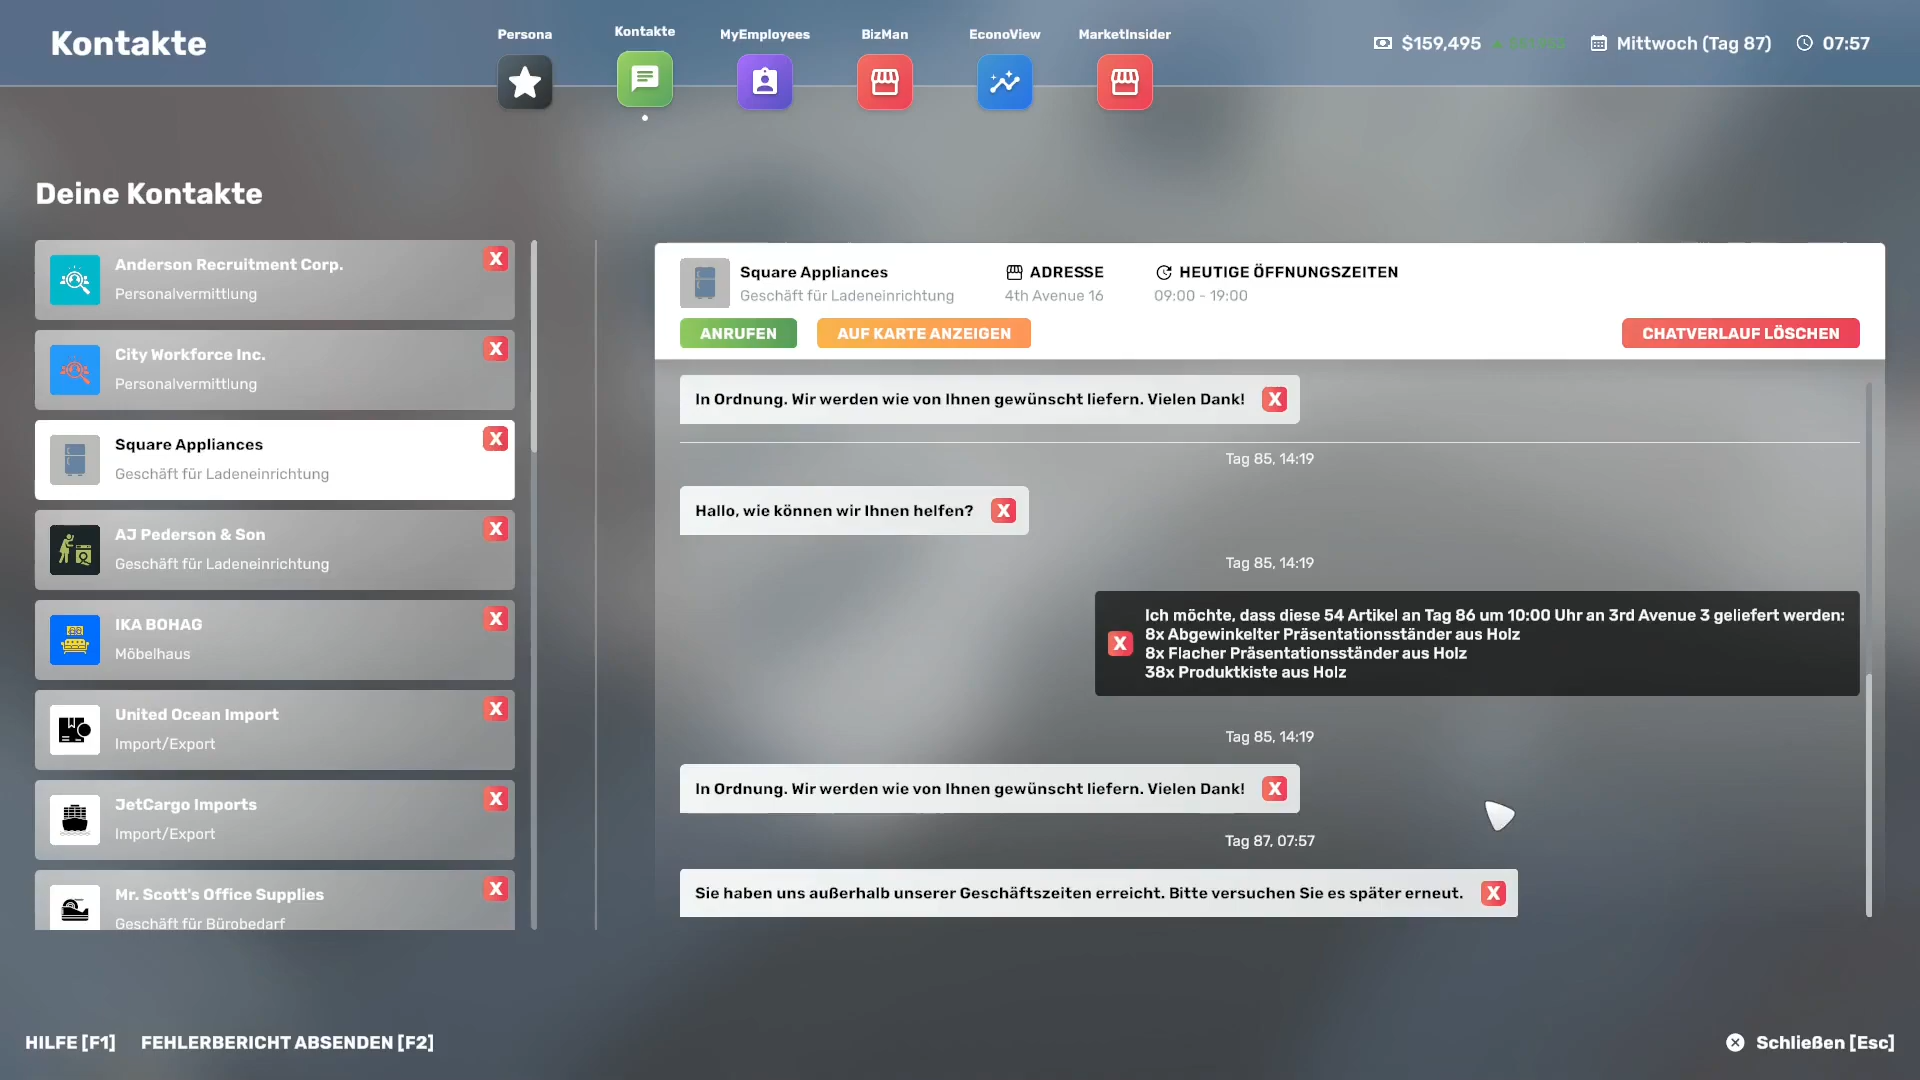 Kontakte
Persona
Kontakte
MyEmployees
BizMan
EconoView
MarketInsider
$159,495
Mittwoch (Tag 87)
07:57
Deine Kontakte
Anderson Recruitment Corp.
Personalvermittlung
X
City Workforce Inc.
Personalvermittlung
X
Square Appliances
Geschäft für Ladeneinrichtung
X
AJ Pederson & Son
Geschäft für Ladeneinrichtung
X
IKA BOHAG
Möbelhaus
X
United Ocean Import
Import/Export
X
JetCargo Imports
Import/Export
X
Mr. Scott's Office Supplies
Geschäft für Bürobedarf
X
Square Appliances
Geschäft für Ladeneinrichtung
ADRESSE
4th Avenue 16
HEUTIGE ÖFFNUNGSZEITEN
09:00 - 19:00
ANRUFEN
AUF KARTE ANZEIGEN
CHATVERLAUF LÖSCHEN
In Ordnung. Wir werden wie von Ihnen gewünscht liefern. Vielen Dank! X
Tag 85, 14:19
Hallo, wie können wir Ihnen helfen? X
Tag 85, 14:19
X
Ich möchte, dass diese 54 Artikel an Tag 86 um 10:00 Uhr an 3rd Avenue 3 geliefert werden:
8x Abgewinkelter Präsentationsständer aus Holz
8x Flacher Präsentationsständer aus Holz
38x Produktkiste aus Holz
Tag 85, 14:19
In Ordnung. Wir werden wie von Ihnen gewünscht liefern. Vielen Dank! X
Tag 87, 07:57
Sie haben uns außerhalb unserer Geschäftszeiten erreicht. Bitte versuchen Sie es später erneut. X
HILFE [F1]
FEHLERBERICHT ABSENDEN [F2]
Schließen [Esc]